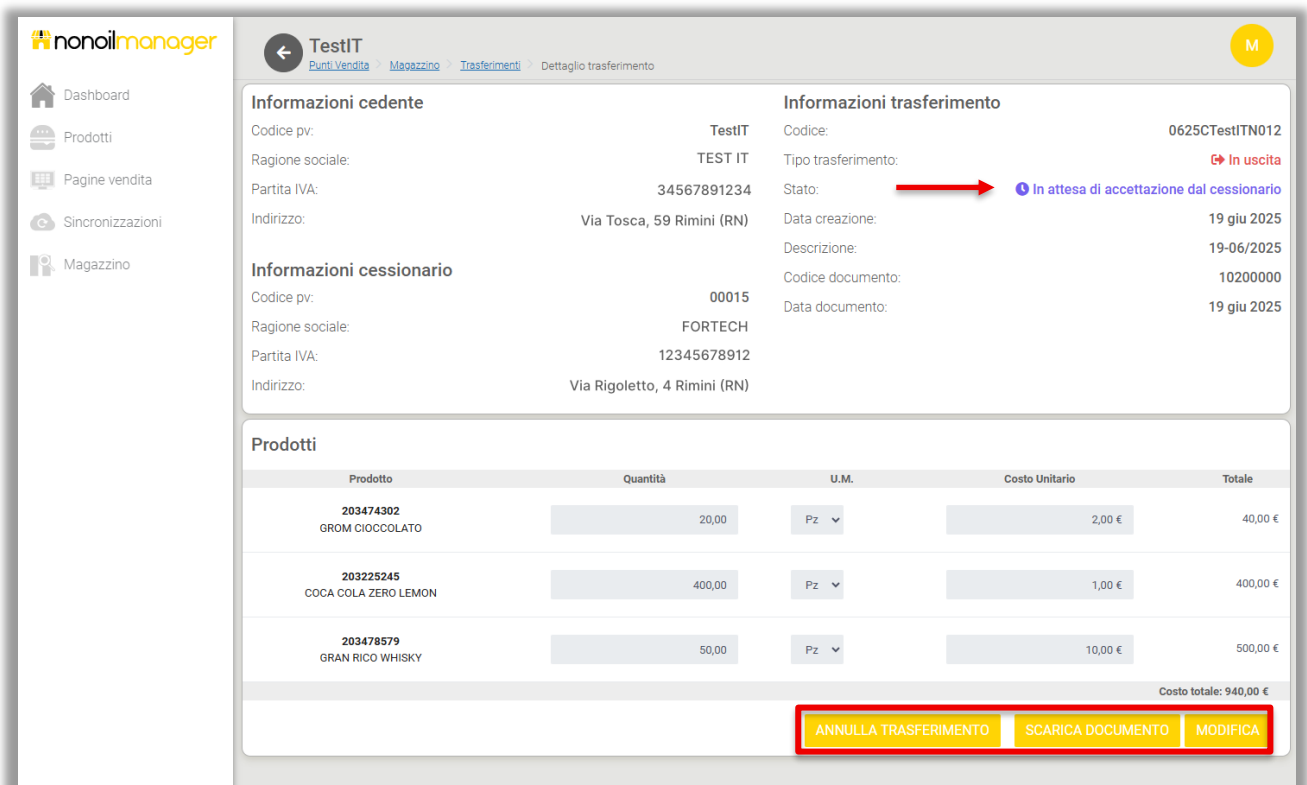 nonoilmanager
Dashboard
Prodotti
Pagine vendita
Sincronizzazioni
Magazzino
TestIT
Punti Vendita > Magazzino > Trasferimenti > Dettaglio trasferimento
M
Informazioni cedente
Codice pv: TestIT
Ragione sociale: TEST IT
Partita IVA: 34567891234
Indirizzo: Via Tosca, 59 Rimini (RN)
Informazioni cessionario
Codice pv: 00015
Ragione sociale: FORTECH
Partita IVA: 12345678912
Indirizzo: Via Rigoletto, 4 Rimini (RN)
Informazioni trasferimento
Codice: 0625CTestITN012
Tipo trasferimento: In uscita
Stato: In attesa di accettazione dal cessionario
Data creazione: 19 giu 2025
Descrizione: 19-06/2025
Codice documento: 10200000
Data documento: 19 giu 2025
Prodotti
Prodotto Quantità U.M. Costo Unitario Totale
203474302
GROM CIOCCOLATO 20,00 Pz 2,00 € 40,00 €
203225245
COCA COLA ZERO LEMON 400,00 Pz 1,00 € 400,00 €
203478579
GRAN RICO WHISKY 50,00 Pz 10,00 € 500,00 €
Costo totale: 940,00 €
ANNULLA TRASFERIMENTO SCARICA DOCUMENTO MODIFICA